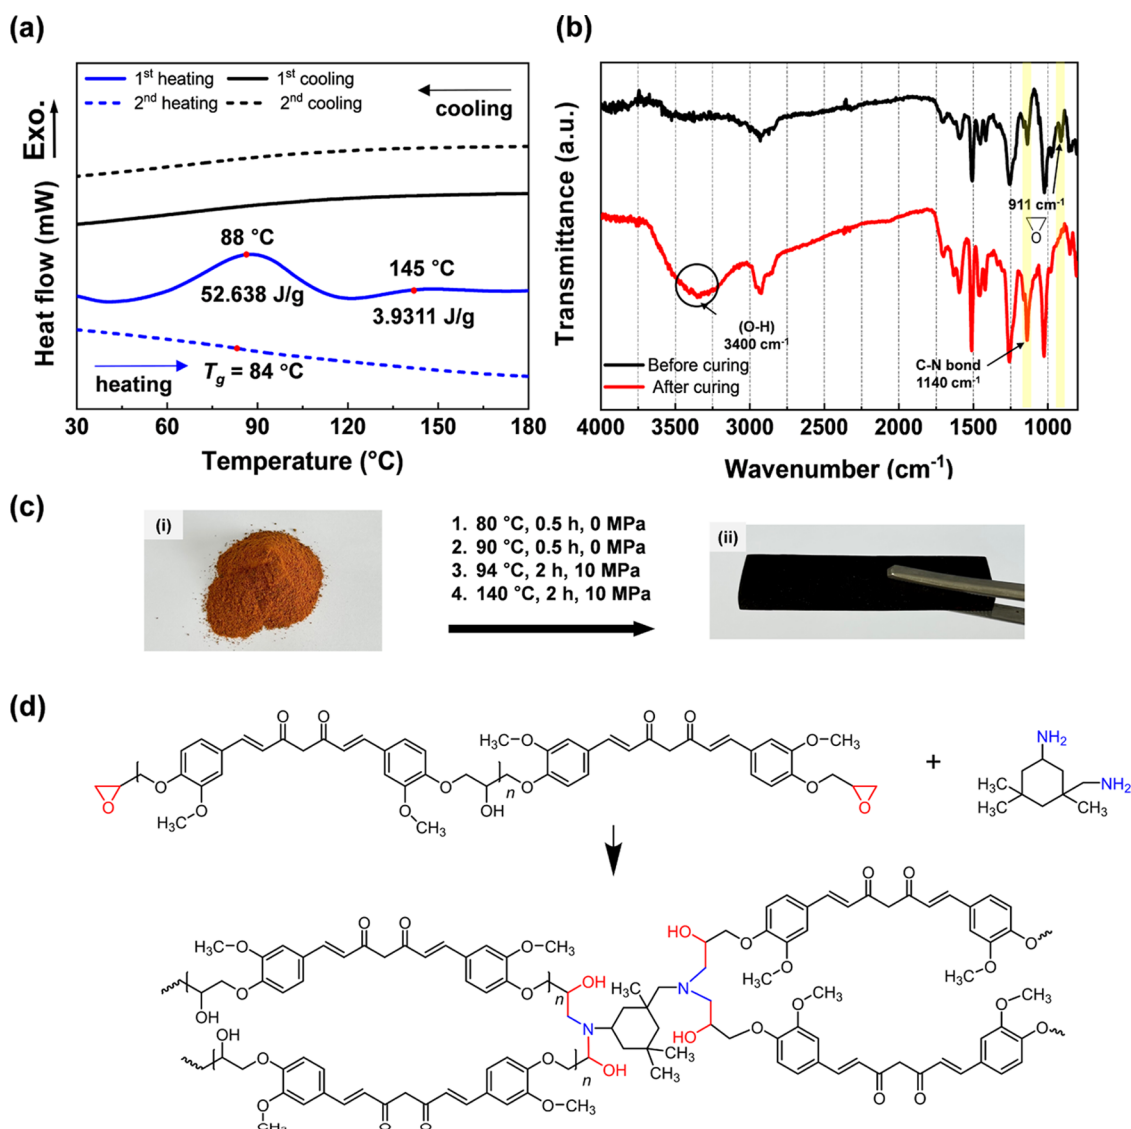 (a)
1st heating
1st cooling
2nd heating
2nd cooling
cooling
Exo.
Heat flow (mW)
88 °C
52.638 J/g
145 °C
3.9311 J/g
Tg = 84 °C
heating
30 60 90 120 150 180
Temperature (°C)
(b)
Transmittance (a.u.)
911 cm-1
O
(O-H)
3400 cm-1
Before curing
After curing
C-N bond
1140 cm-1
4000 3500 3000 2500 2000 1500 1000
Wavenumber (cm-1)
(c)
(i)
1. 80 °C, 0.5 h, 0 MPa
2. 90 °C, 0.5 h, 0 MPa
3. 94 °C, 2 h, 10 MPa
4. 140 °C, 2 h, 10 MPa
(ii)
(d)
O O O O
H3C O O CH3
NH2
O O O O
+
NH2
O O OH n O
H3C
H3C CH3
H3C O O CH3
O O
O O HO O
H3C O O CH3 O O
O O OH H3C CH3
OH n H3C N
OH N HO O CH3 O CH3
O O OH CH3 O O
n H3C
O O O CH3 O O
CH3 O O